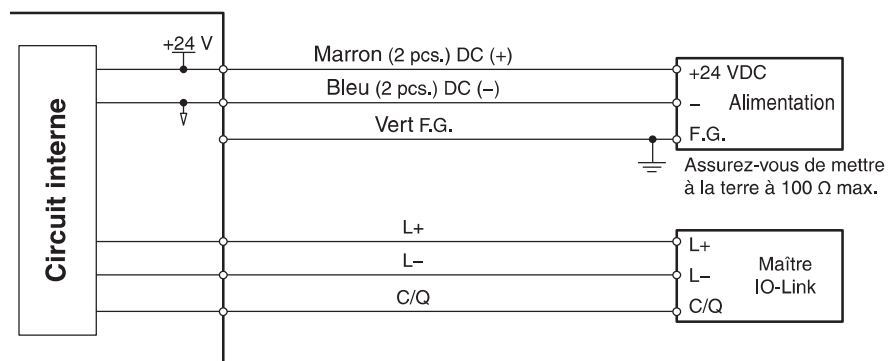 +24 V
Marron (2 pcs.) DC (+)
+24 VDC
Bleu (2 pcs.) DC (−)
− Alimentation
Vert F.G.
F.G.
Assurez-vous de mettre
à la terre à 100 Ω max.
Circuit interne
L+
L+
L−
L−
Maître
IO-Link
C/Q
C/Q